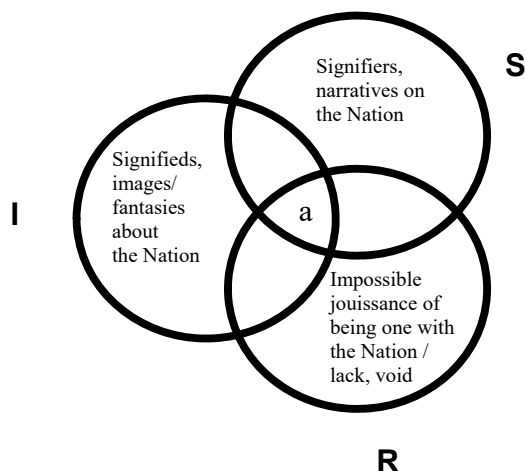 S
Signifiers,
narratives on
the Nation
Signifieds,
images/
fantasies
about
the Nation
I
a
Impossible
jouissance of
being one with
the Nation /
lack, void
R